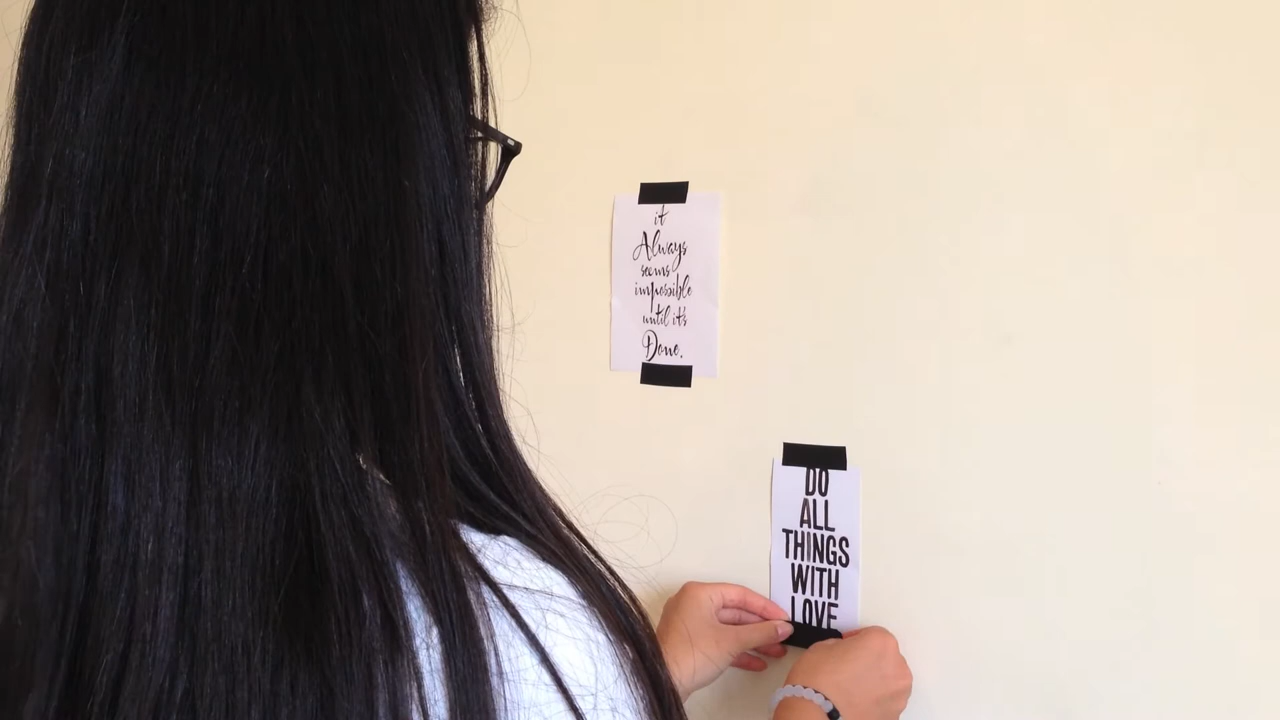 it
Always
seems
impossible
until it's
Done.
DO
ALL
THINGS
WITH
LOVE